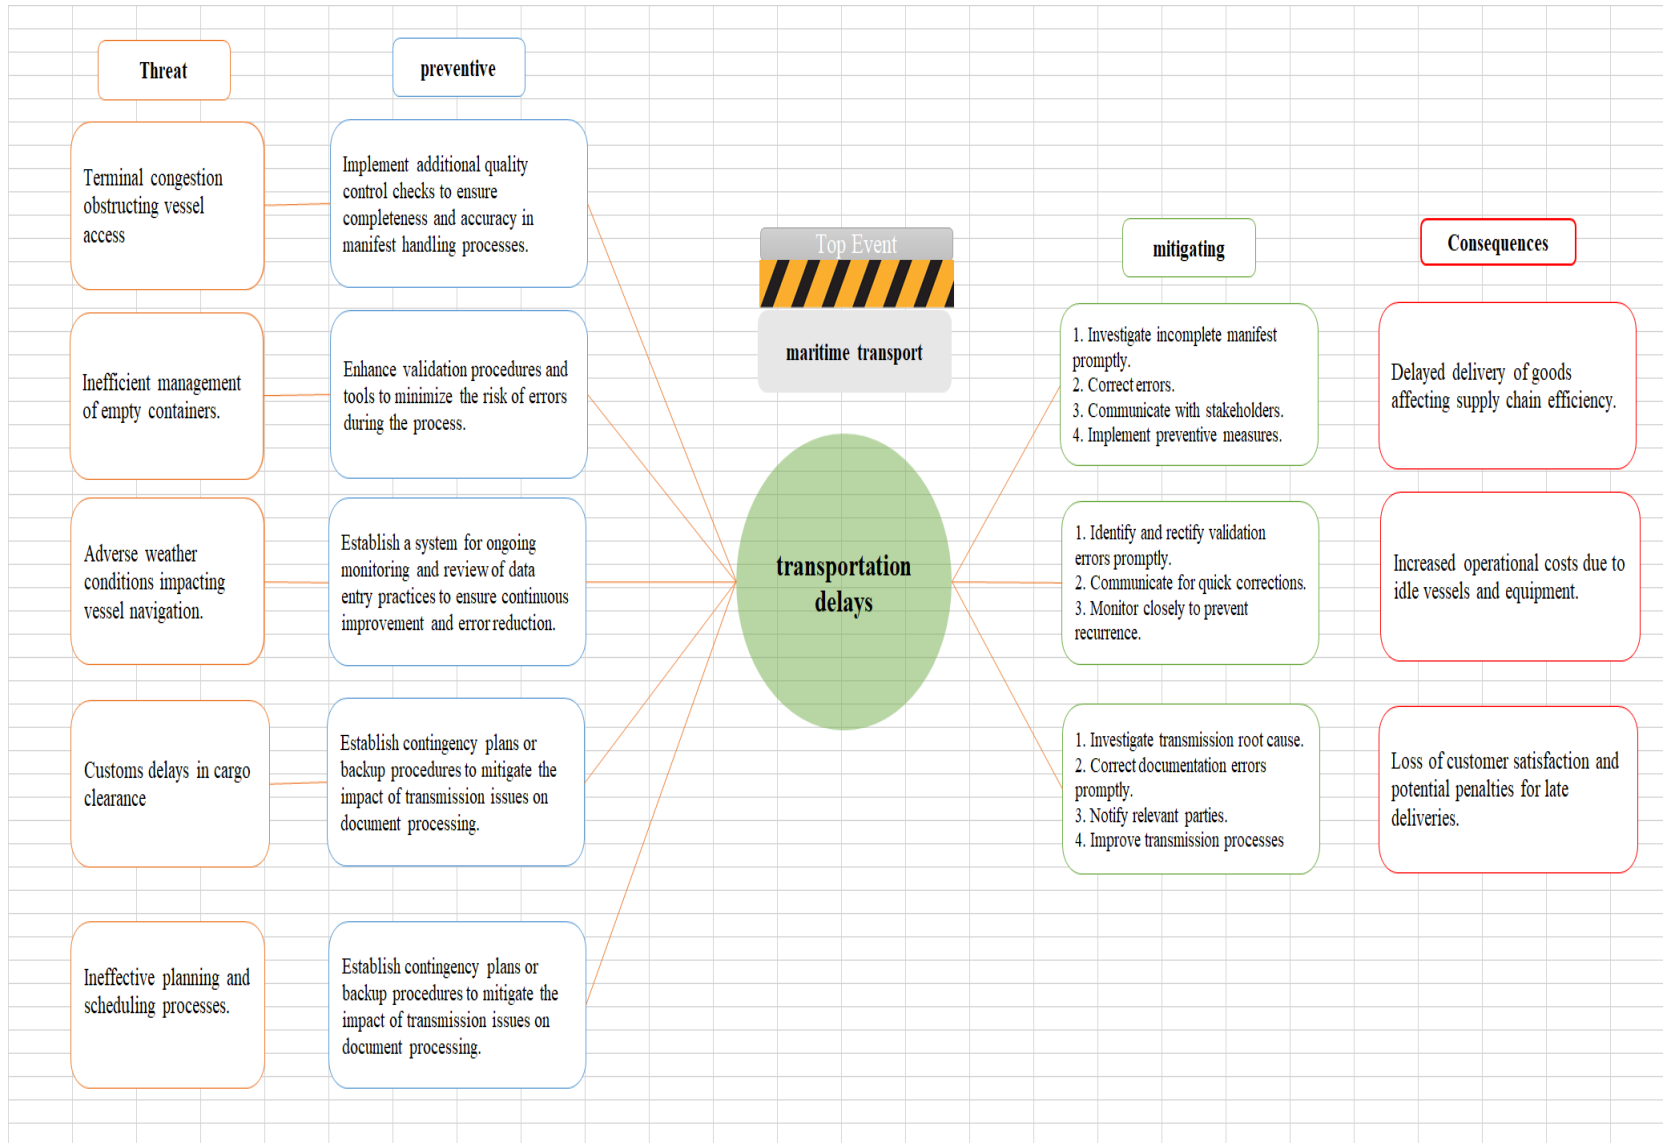 Threat
preventive
Terminal congestion
obstructing vessel
access
Implement additional quality
control checks to ensure
completeness and accuracy in
manifest handling processes.
Inefficient management
of empty containers.
Enhance validation procedures and
tools to minimize the risk of errors
during the process.
Adverse weather
conditions impacting
vessel navigation.
Establish a system for ongoing
monitoring and review of data
entry practices to ensure continuous
improvement and error reduction.
Customs delays in cargo
clearance
Establish contingency plans or
backup procedures to mitigate the
impact of transmission issues on
document processing.
Ineffective planning and
scheduling processes.
Establish contingency plans or
backup procedures to mitigate the
impact of transmission issues on
document processing.
Top Event
maritime transport
transportation
delays
mitigating
Consequences
1. Investigate incomplete manifest
promptly.
2. Correct errors.
3. Communicate with stakeholders.
4. Implement preventive measures.
Delayed delivery of goods
affecting supply chain efficiency.
1. Identify and rectify validation
errors promptly.
2. Communicate for quick corrections.
3. Monitor closely to prevent
recurrence.
Increased operational costs due to
idle vessels and equipment.
1. Investigate transmission root cause.
2. Correct documentation errors
promptly.
3. Notify relevant parties.
4. Improve transmission processes
Loss of customer satisfaction and
potential penalties for late
deliveries.